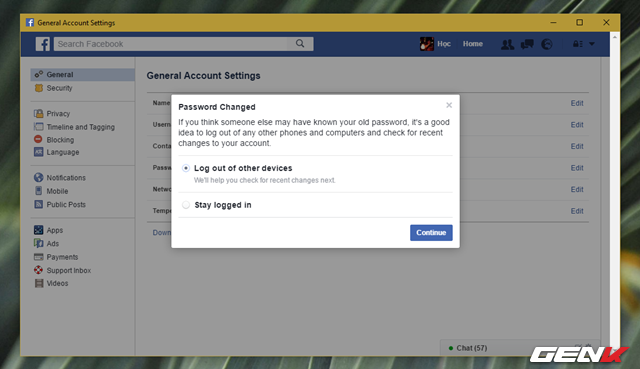 General Account Settings
f
Search Facebook
Học Home
General
Security
Privacy
Timeline and Tagging
Blocking
Language
Notifications
Mobile
Public Posts
Apps
Ads
Payments
Support Inbox
Videos
General Account Settings
Name Edit
Usern Edit
Conta Edit
Passw Edit
Netwo Edit
Tempe Edit
Down
Password Changed
If you think someone else may have known your old password, it's a good
idea to log out of any other phones and computers and check for recent
changes to your account.
Log out of other devices
We'll help you check for recent changes next.
Stay logged in
Continue
Chat (57)
GENK